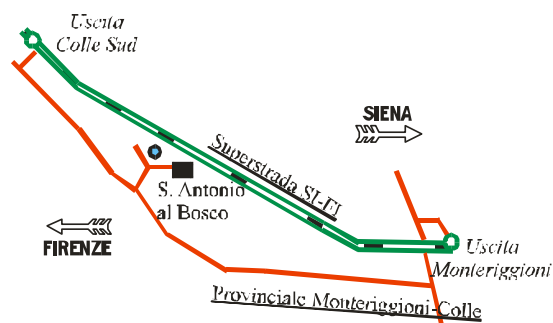 Uscita
Colle Sud
SIENA
Superstrada SI-FI
S. Antonio
al Bosco
FIRENZE
Uscita
Monteriggioni
Provinciale Monteriggioni-Colle